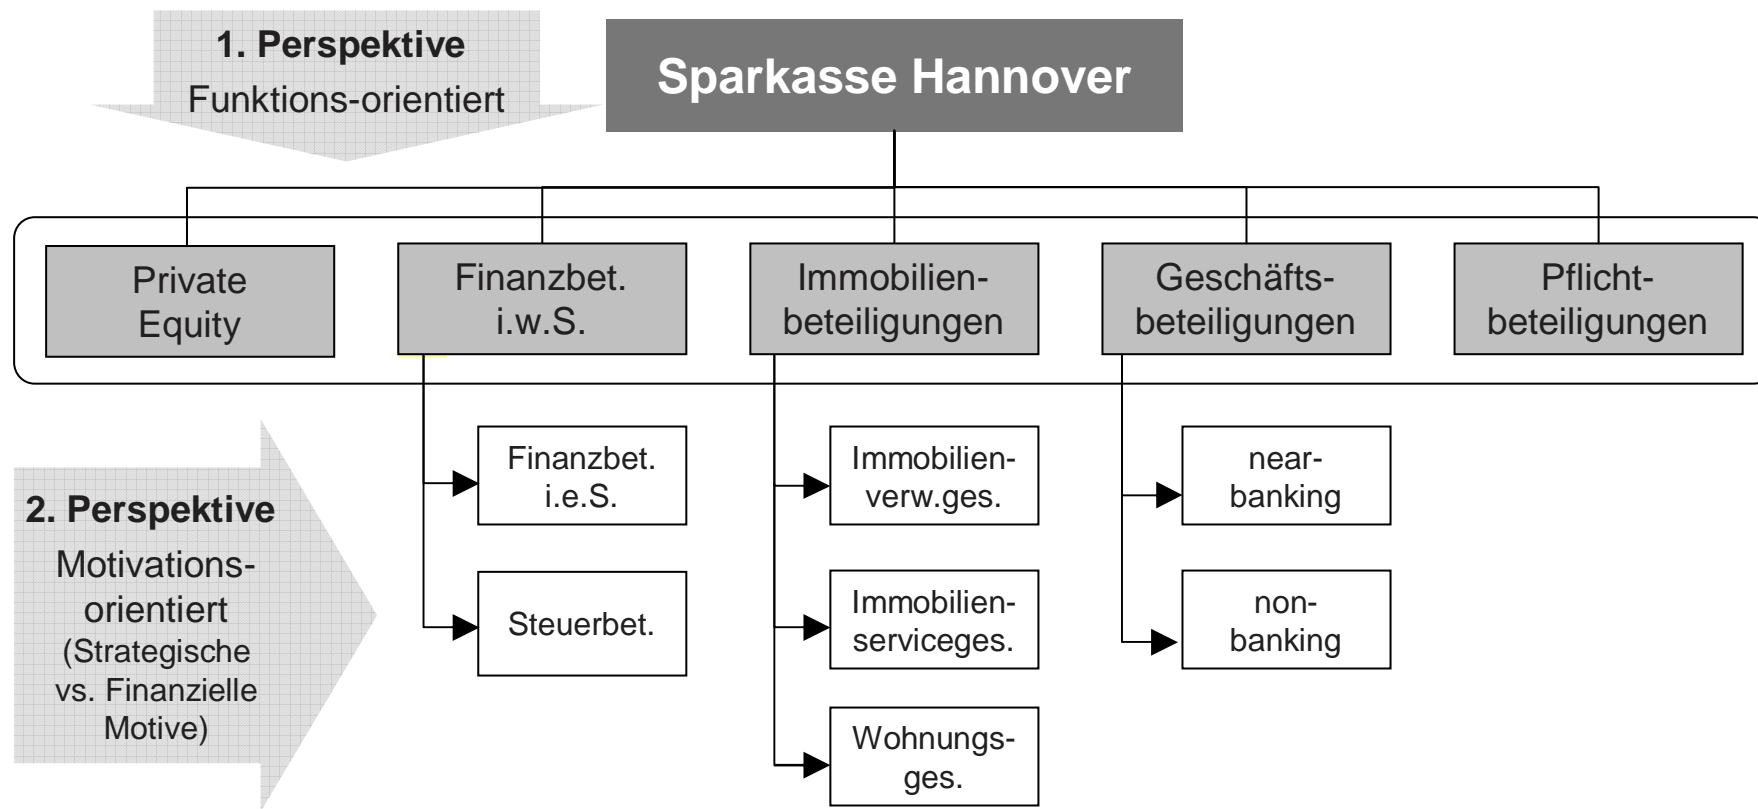 1. Perspektive
Funktions-orientiert
Sparkasse Hannover
Private
Equity
Finanzbet.
i.w.S.
Immobilien-
beteiligungen
Geschäfts-
beteiligungen
Pflicht-
beteiligungen
2. Perspektive
Motivations-
orientiert
(Strategische
vs. Finanzielle
Motive)
Finanzbet.
i.e.S.
Steuerbet.
Immobilien-
verw.ges.
Immobilien-
serviceges.
Wohnungs-
ges.
near-
banking
non-
banking